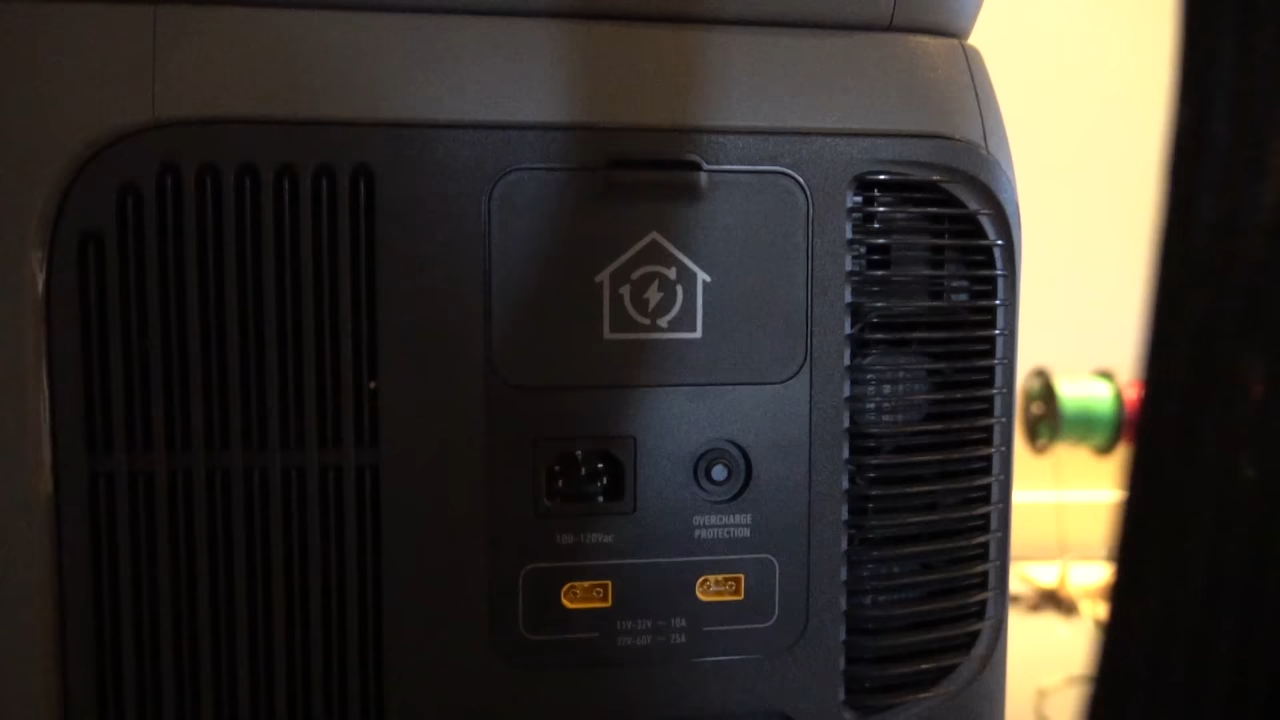 100-120Vac
OVERCHARGE
PROTECTION
11V-32V ⎓ 10A
32V-60V ⎓ 25A